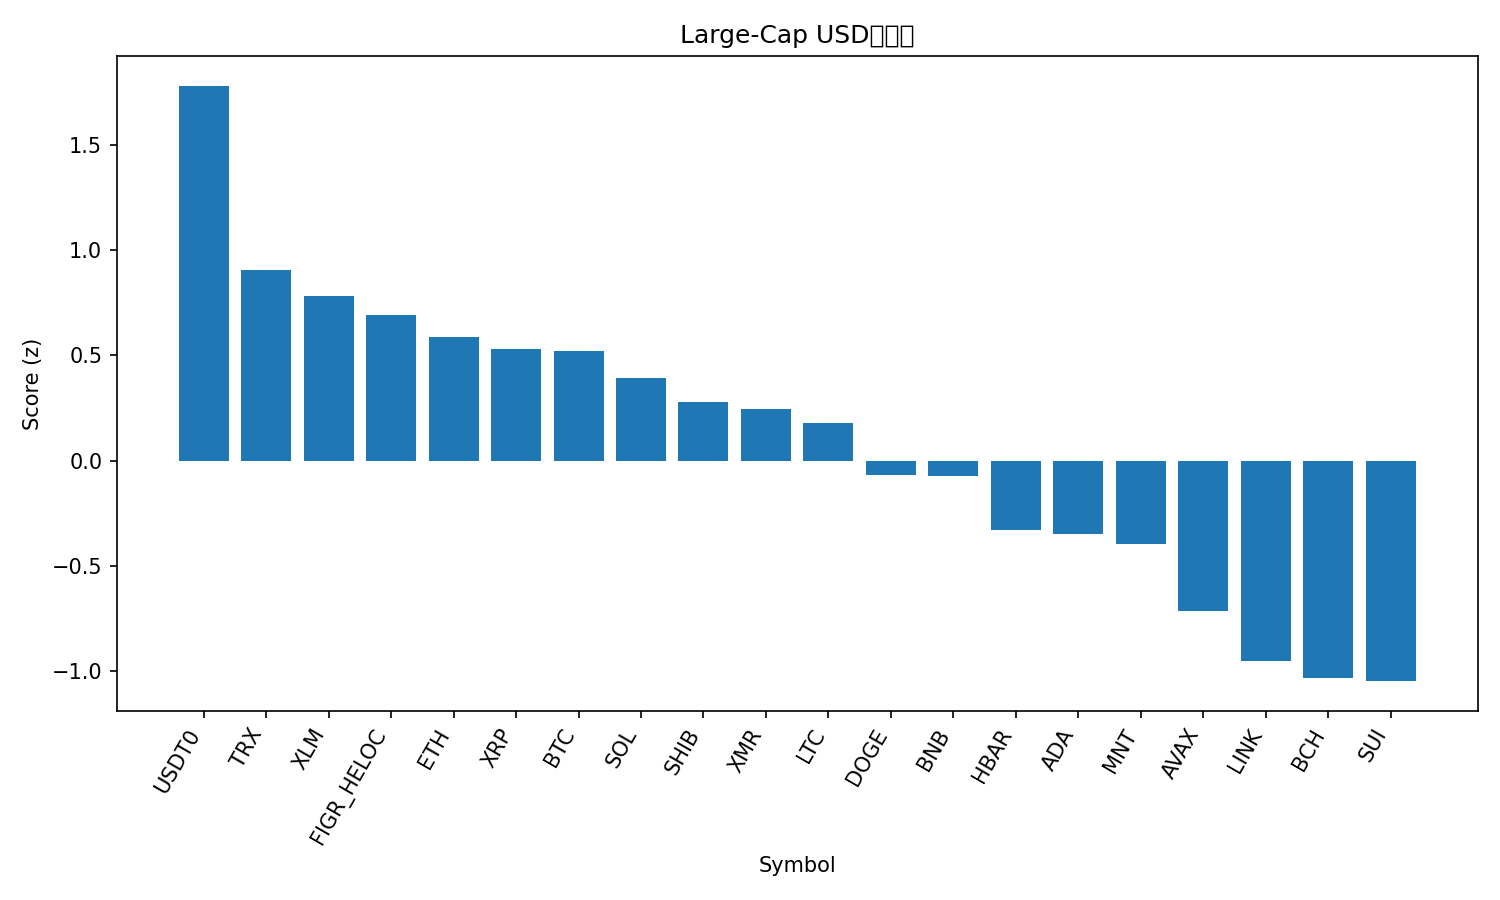 Large-Cap USD
Score (z)
1.5
1.0
0.5
0.0
−0.5
−1.0
USDT0
TRX
XLM
FIGR_HELOC
ETH
XRP
BTC
SOL
SHIB
XMR
LTC
DOGE
BNB
HBAR
ADA
MNT
AVAX
LINK
BCH
SUI
Symbol